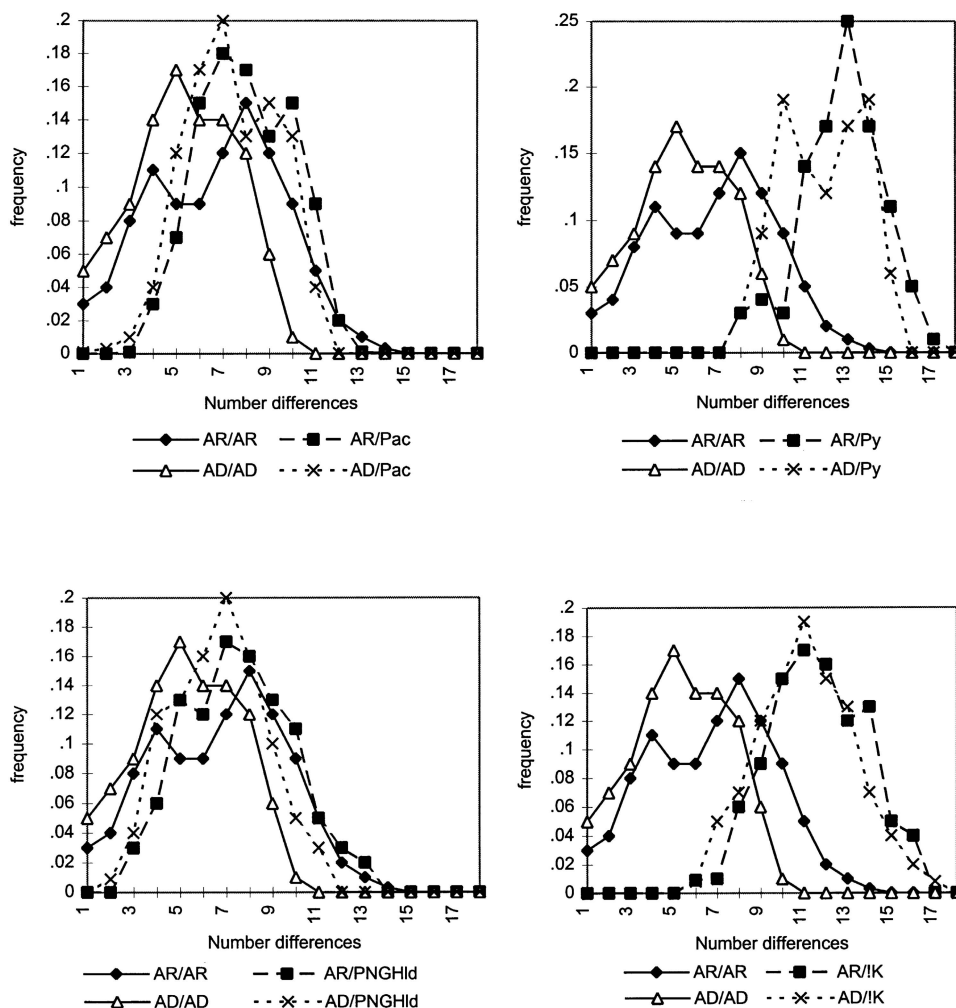 .2
.18
.16
.14
.12
.1
.08
.06
.04
.02
0
frequency
1 3 5 7 9 11 13 15 17
Number differences
AR/AR AR/Pac
AD/AD AD/Pac
.25
.2
.15
.1
.05
0
frequency
1 3 5 7 9 11 13 15 17
Number differences
AR/AR AR/Py
AD/AD AD/Py
.2
.18
.16
.14
.12
.1
.08
.06
.04
.02
0
frequency
1 3 5 7 9 11 13 15 17
Number differences
AR/AR AR/PNGHld
AD/AD AD/PNGHld
.2
.18
.16
.14
.12
.1
.08
.06
.04
.02
0
frequency
1 3 5 7 9 11 13 15 17
Number differences
AR/AR AR/!K
AD/AD AD/!K